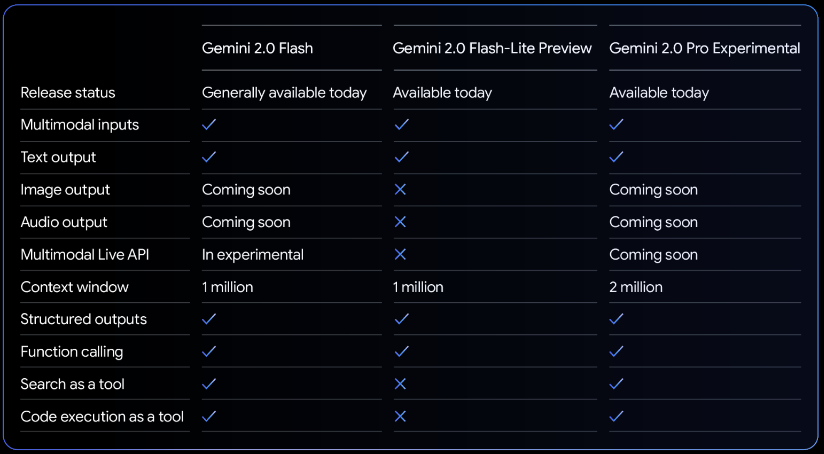 Gemini 2.0 Flash Gemini 2.0 Flash-Lite Preview Gemini 2.0 Pro Experimental
Release status Generally available today Available today Available today
Multimodal inputs ✓ ✓ ✓
Text output ✓ ✓ ✓
Image output Coming soon ✕ Coming soon
Audio output Coming soon ✕ Coming soon
Multimodal Live API In experimental ✕ Coming soon
Context window 1 million 1 million 2 million
Structured outputs ✓ ✓ ✓
Function calling ✓ ✓ ✓
Search as a tool ✓ ✕ ✓
Code execution as a tool ✓ ✕ ✓